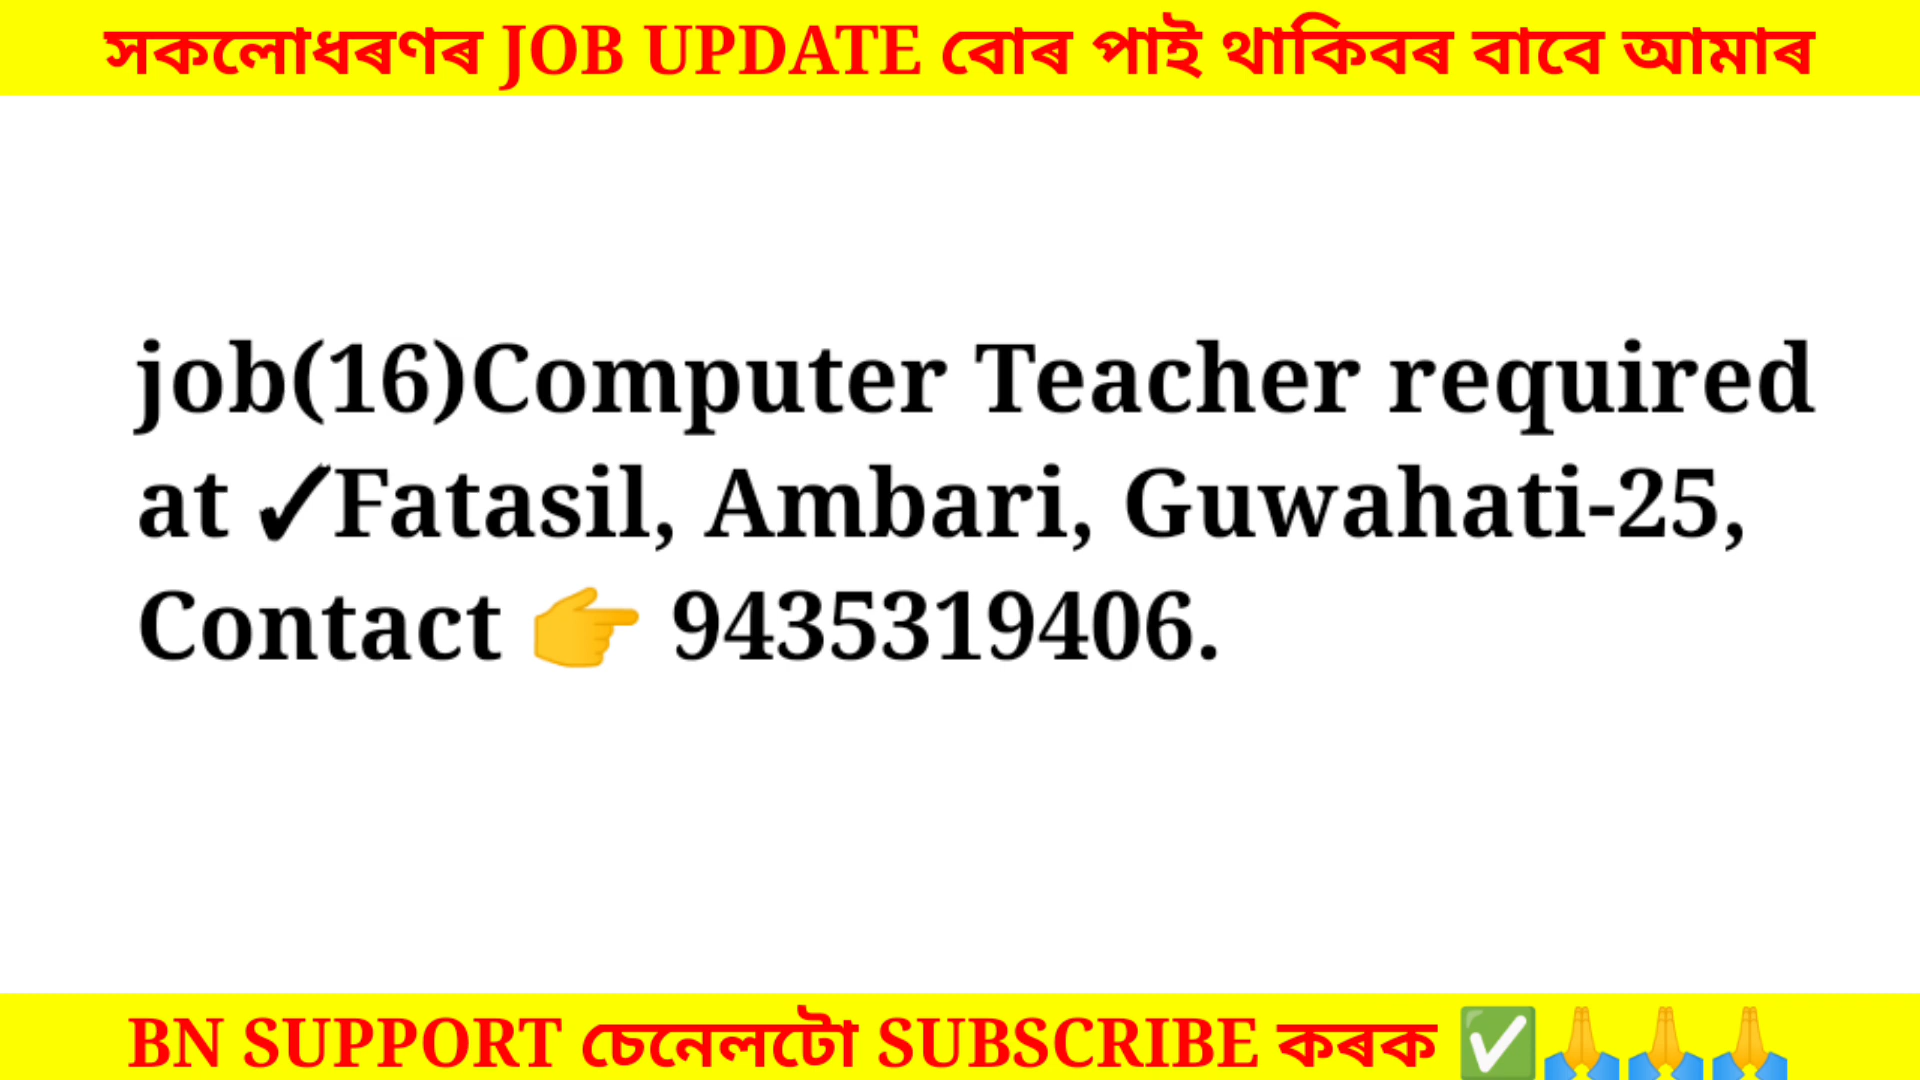 সকলোধৰণৰ JOB UPDATE বোৰ পাই থাকিবৰ বাবে আমাৰ
job(16)Computer Teacher required
at ✓Fatasil, Ambari, Guwahati-25,
Contact 👉 9435319406.
BN SUPPORT চেনেলটো SUBSCRIBE কৰক ✅🙏🙏🙏